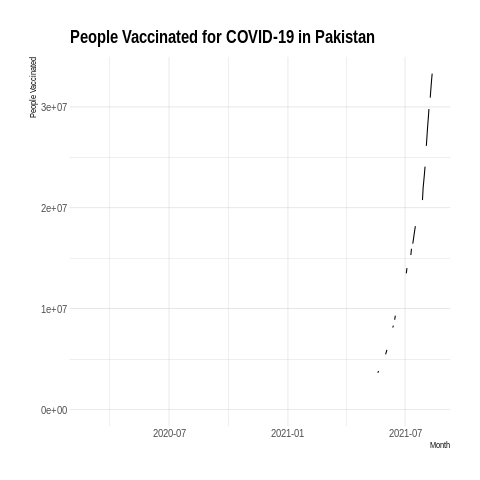 People Vaccinated for COVID-19 in Pakistan
People Vaccinated
3e+07
2e+07
1e+07
0e+00
2020-07
2021-01
2021-07
Month